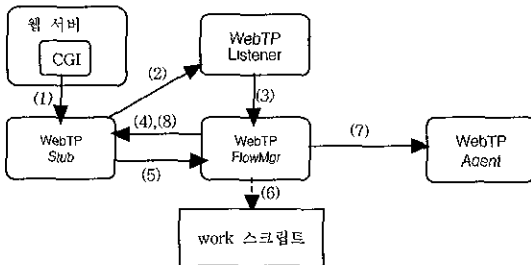 웹 서버
CGI
(1)
(2)
WebTP
Listener
(3)
WebTP
Stub
(4),(8)
(5)
WebTP
FlowMgr
(6)
(7)
WebTP
Agent
work 스크립트